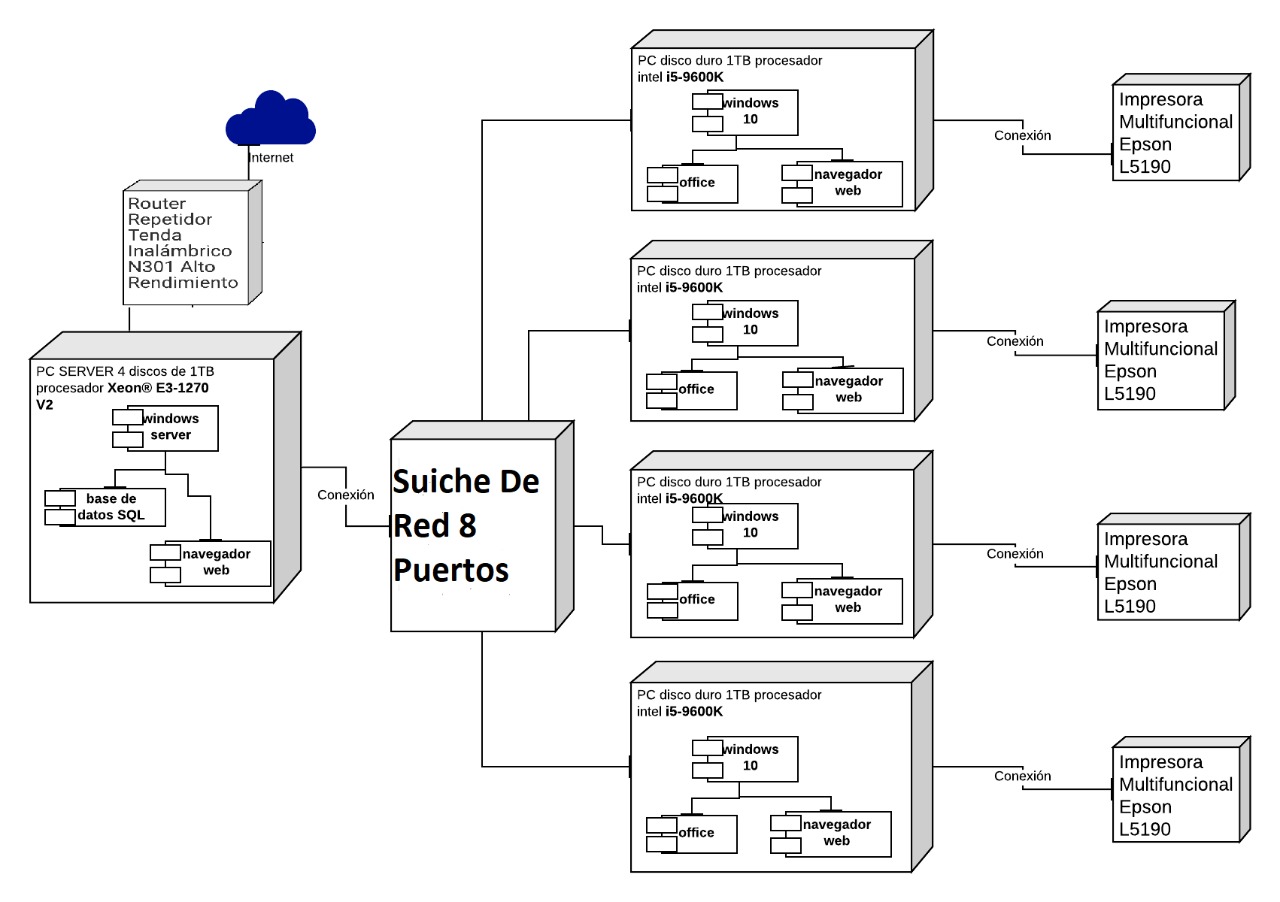 Internet
Router
Repetidor
Tenda
Inalámbrico
N301 Alto
Rendimiento
PC SERVER 4 discos de 1TB
procesador Xeon® E3-1270
V2
windows
server
base de
datos SQL
navegador
web
Conexión
Suiche De
Red 8
Puertos
PC disco duro 1TB procesador
intel i5-9600K
windows
10
office
navegador
web
Conexión
Impresora
Multifuncional
Epson
L5190
PC disco duro 1TB procesador
intel i5-9600K
windows
10
office
navegador
web
Conexión
Impresora
Multifuncional
Epson
L5190
PC disco duro 1TB procesador
intel i5-9600K
windows
10
office
navegador
web
Conexión
Impresora
Multifuncional
Epson
L5190
PC disco duro 1TB procesador
intel i5-9600K
windows
10
office
navegador
web
Conexión
Impresora
Multifuncional
Epson
L5190